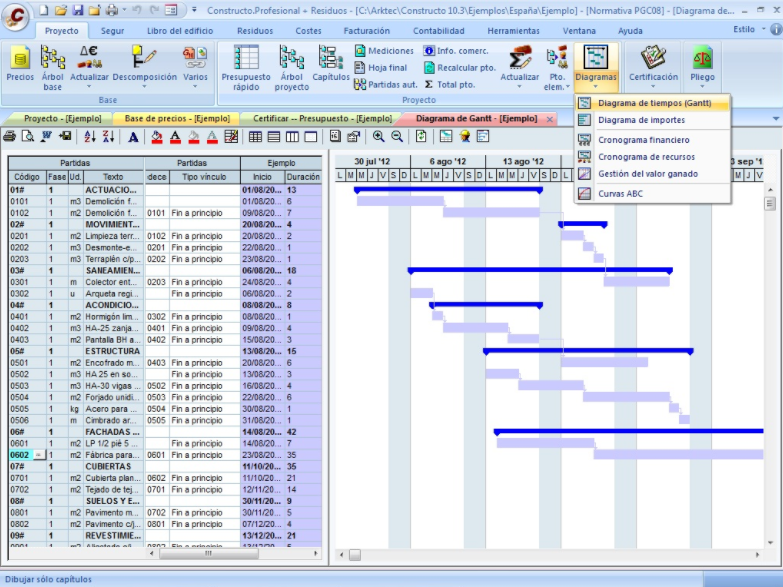 Constructo.Profesional + Residuos - [C:\Arktec\Constructo 10.3\Ejemplos\España\Ejemplo] - [Normativa PGC08] - [Diagrama de...
Proyecto Segur Libro del edificio Residuos Costes Facturación Contabilidad Herramientas Ventana Ayuda Estilo
Precios Árbol base Actualizar Descomposición Varios
Base
Presupuesto rápido Árbol proyecto Capítulos
Mediciones
Hoja final
Partidas aut.
Info. comerc.
Recalcular pto.
Total pto.
Actualizar Pto. elem.
Proyecto
Diagramas Certificación Pliego
Diagrama de tiempos (Gantt)
Diagrama de importes
Cronograma financiero
Cronograma de recursos
Gestión del valor ganado
Curvas ABC
Proyecto - [Ejemplo] Base de precios - [Ejemplo] Certificar -- Presupuesto - [Ejemplo] Diagrama de Gantt - [Ejemplo]
Partidas Partidas Ejemplo
Código Fase Ud. Texto dece Tipo vínculo Inicio Duración
30 jul '12 6 ago '12 13 ago '12 3 sep '1
L M M J V S D L M M J V S D L M M J V S D L
M J V
01# 1 ACTUACIO... 01/08/20... 13
0101 1 m3 Demolición f... 01/08/20... 6
0102 1 m2 Demolición f... 0101 Fin a principio 09/08/20... 7
02# 1 MOVIMIENT... 20/08/20... 4
0201 1 m2 Limpieza terr... 0102 Fin a principio 20/08/20... 2
0202 1 m3 Desmonte-e... 0201 Fin a principio 22/08/20... 1
0203 1 m3 Terraplén c/p... 0202 Fin a principio 23/08/20... 1
03# 1 SANEAMIEN... 06/08/20... 18
0301 1 m Colector ent... 0203 Fin a principio 24/08/20... 4
0302 1 u Arqueta regi... Fin a principio 06/08/20... 2
04# 1 ACONDICIO... 08/08/20... 8
0401 1 m2 Hormigón lim... 0302 Fin a principio 08/08/20... 1
0402 1 m3 HA-25 zanja... 0401 Fin a principio 09/08/20... 4
0403 1 m2 Pantalla BH a... 0402 Fin a principio 15/08/20... 3
05# 1 ESTRUCTURA 13/08/20... 15
0501 1 m2 Encofrado m... 0403 Fin a principio 20/08/20... 6
0502 1 m3 HA 25 en so... Fin a principio 13/08/20... 3
0503 1 m3 HA-30 vigas ... 0502 Fin a principio 16/08/20... 4
0504 1 m2 Forjado unidi... 0503 Fin a principio 22/08/20... 6
0505 1 kg Acero para ... 0504 Fin a principio 30/08/20... 1
0506 1 m Cimbrado ar... 0505 Fin a principio 31/08/20... 1
06# 1 FACHADAS ... 14/08/20... 42
0601 1 m2 LP 1/2 pié 5 ... Fin a principio 14/08/20... 7
0602 1 m2 Fábrica para... 0601 Fin a principio 23/08/20... 35
07# 1 CUBIERTAS 11/10/20... 35
0701 1 m2 Cubierta plan... Fin a principio 11/10/20... 21
0702 1 m2 Tejado de tej... 0701 Fin a principio 12/11/20... 14
08# 1 SUELOS Y E... 30/11/20... 9
0801 1 m2 Pavimento m... 0702 Fin a principio 30/11/20... 5
0802 1 m2 Pavimento c/j... 0801 Fin a principio 07/12/20... 4
09# 1 REVESTIMIE... 13/12/20... 21
Dibujar sólo capítulos